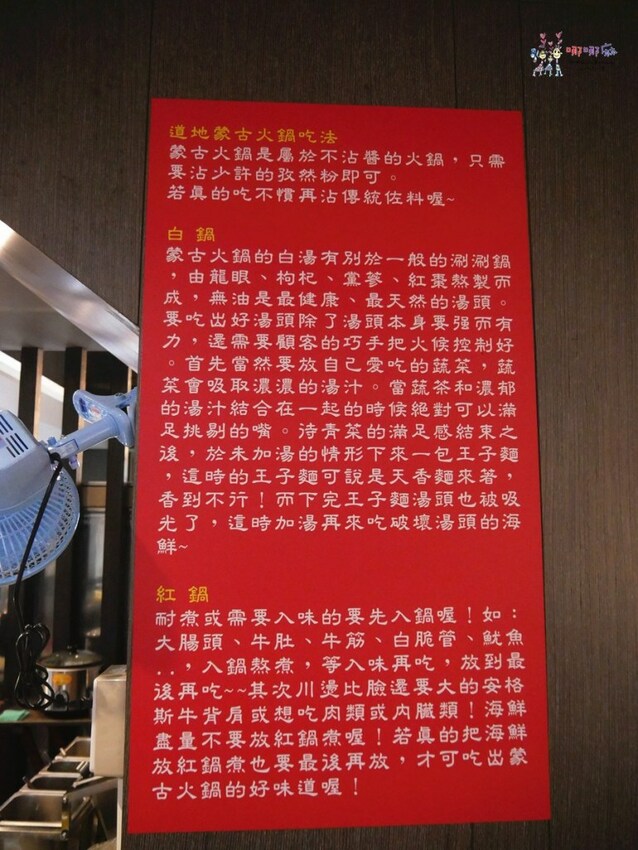 嘟嘟麻
道地蒙古火鍋吃法
蒙古火鍋是屬於不沾醬的火鍋，只需
要沾少許的孜然粉即可。
若真的吃不慣再沾傳統佐料喔~
白鍋
蒙古火鍋的白湯有別於一般的涮涮鍋
，由龍眼、枸杞、黨蔘、紅棗熬製而
成，無油是最健康、最天然的湯頭。
要吃出好湯頭除了湯頭本身要強而有
力，還需要顧客的巧手把火候控制好
。首先當然要放自己愛吃的蔬菜，蔬
菜會吸取濃濃的湯汁。當蔬茶和濃郁
的湯汁結合在一起的時候絕對可以滿
足挑剔的嘴。待青菜的滿足感結束之
後，於未加湯的情形下來一包王子麵
，這時的王子麵可說是天香麵來著，
香到不行！而下完王子麵湯頭也被吸
光了，這時加湯再來吃破壞湯頭的海
鮮~
紅鍋
耐煮或需要入味的要先入鍋喔！如：
大腸頭、牛肚、牛筋、白脆管、魷魚
..，入鍋熬煮，等入味再吃，放到最
後再吃~~其次川燙比臉還要大的安格
斯牛背肩或想吃肉類或內臟類！海鮮
盡量不要放紅鍋煮喔！若真的把海鮮
放紅鍋煮也要最後再放，才可吃出蒙
古火鍋的好味道喔！